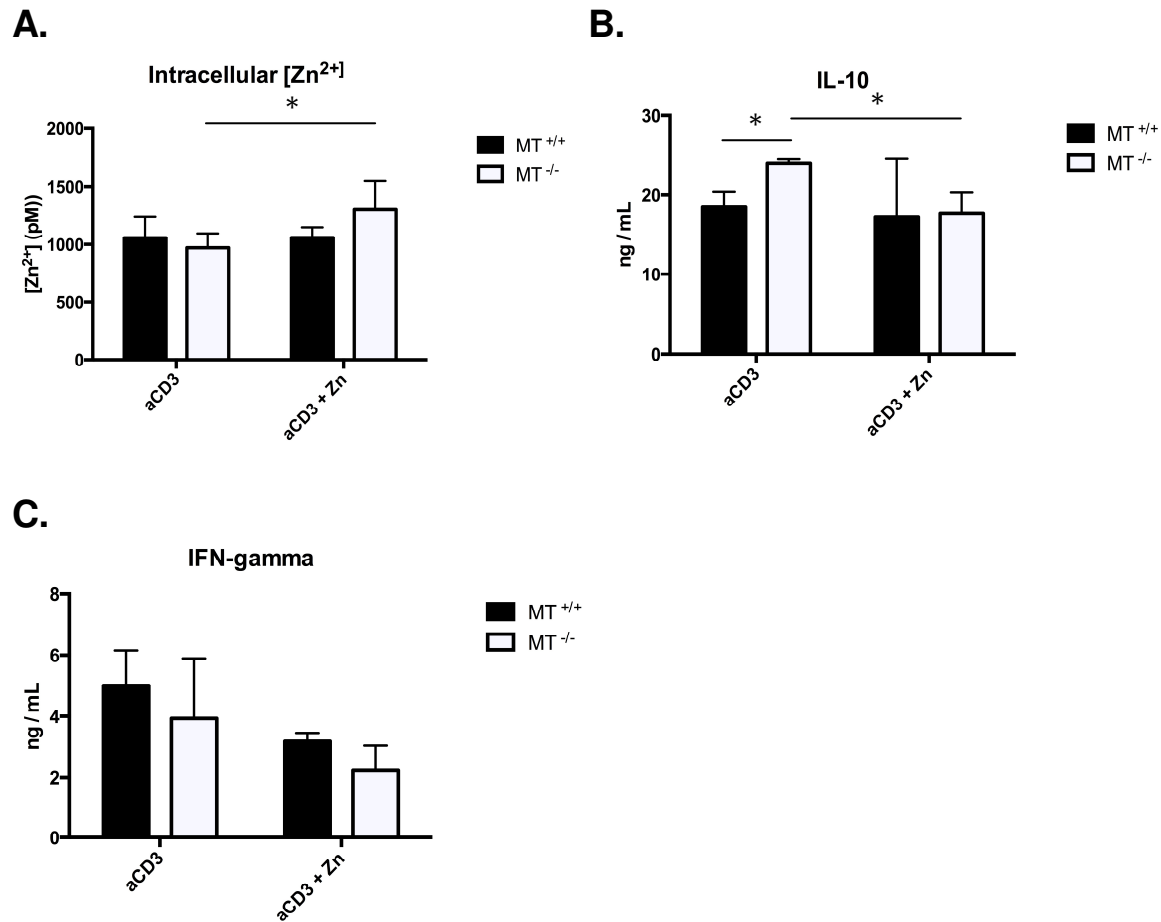 A.
Intracellular [Zn2+]
*
2000
1500
1000
500
0
[Zn2+] (pM))
aCD3
aCD3 + Zn
MT +/+
MT -/-
B.
IL-10
*
*
30
20
10
0
ng / mL
aCD3
aCD3 + Zn
MT +/+
MT -/-
C.
IFN-gamma
8
6
4
2
0
ng / mL
aCD3
aCD3 + Zn
MT +/+
MT -/-